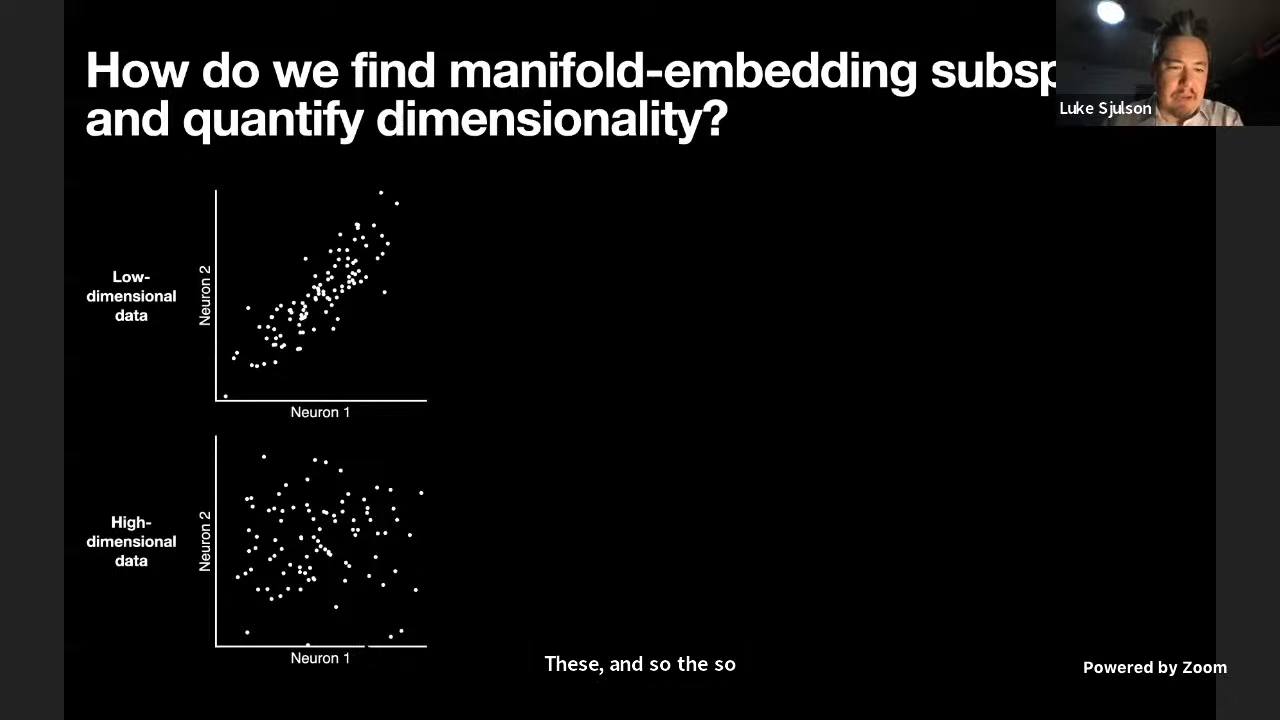 How do we find manifold-embedding
and quantify dimensionality?
Luke Sjulson
Low-
dimensional
data
Neuron 2
Neuron 1
High-
dimensional
data
Neuron 2
Neuron 1
These, and so the so
Powered by Zoom